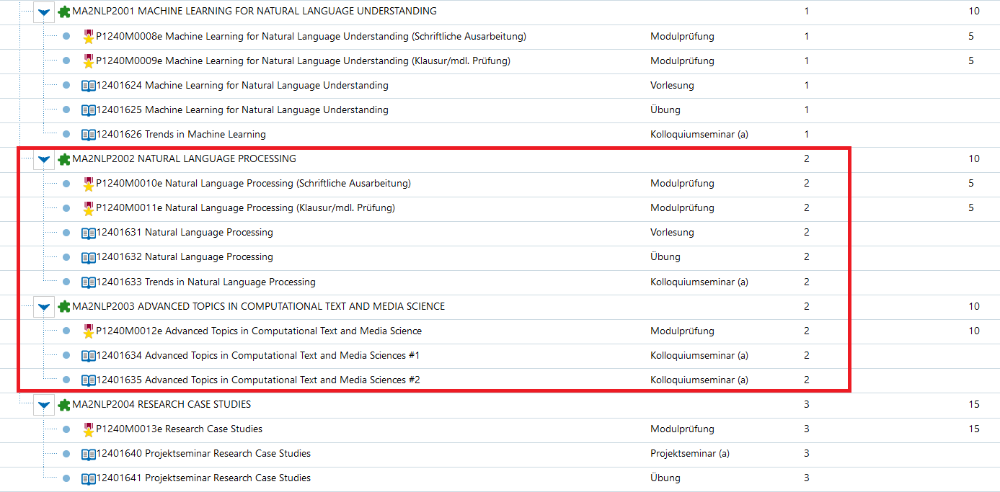 MA2NLP2001 MACHINE LEARNING FOR NATURAL LANGUAGE UNDERSTANDING 1 10
P1240M0008e Machine Learning for Natural Language Understanding (Schriftliche Ausarbeitung) Modulprüfung 1 5
P1240M0009e Machine Learning for Natural Language Understanding (Klausur/mdl. Prüfung) Modulprüfung 1 5
12401624 Machine Learning for Natural Language Understanding Vorlesung 1
12401625 Machine Learning for Natural Language Understanding Übung 1
12401626 Trends in Machine Learning Kolloquiumseminar (a) 1
MA2NLP2002 NATURAL LANGUAGE PROCESSING 2 10
P1240M0010e Natural Language Processing (Schriftliche Ausarbeitung) Modulprüfung 2 5
P1240M0011e Natural Language Processing (Klausur/mdl. Prüfung) Modulprüfung 2 5
12401631 Natural Language Processing Vorlesung 2
12401632 Natural Language Processing Übung 2
12401633 Trends in Natural Language Processing Kolloquiumseminar (a) 2
MA2NLP2003 ADVANCED TOPICS IN COMPUTATIONAL TEXT AND MEDIA SCIENCE 2 10
P1240M0012e Advanced Topics in Computational Text and Media Science Modulprüfung 2 10
12401634 Advanced Topics in Computational Text and Media Sciences #1 Kolloquiumseminar (a) 2
12401635 Advanced Topics in Computational Text and Media Sciences #2 Kolloquiumseminar (a) 2
MA2NLP2004 RESEARCH CASE STUDIES 3 15
P1240M0013e Research Case Studies Modulprüfung 3 15
12401640 Projektseminar Research Case Studies Projektseminar (a) 3
12401641 Projektseminar Research Case Studies Übung 3